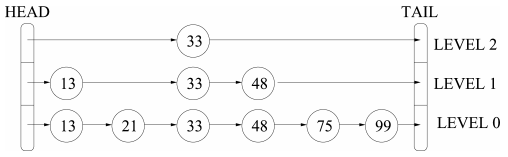 HEAD TAIL
33 LEVEL 2
13 33 48 LEVEL 1
13 21 33 48 75 99 LEVEL 0